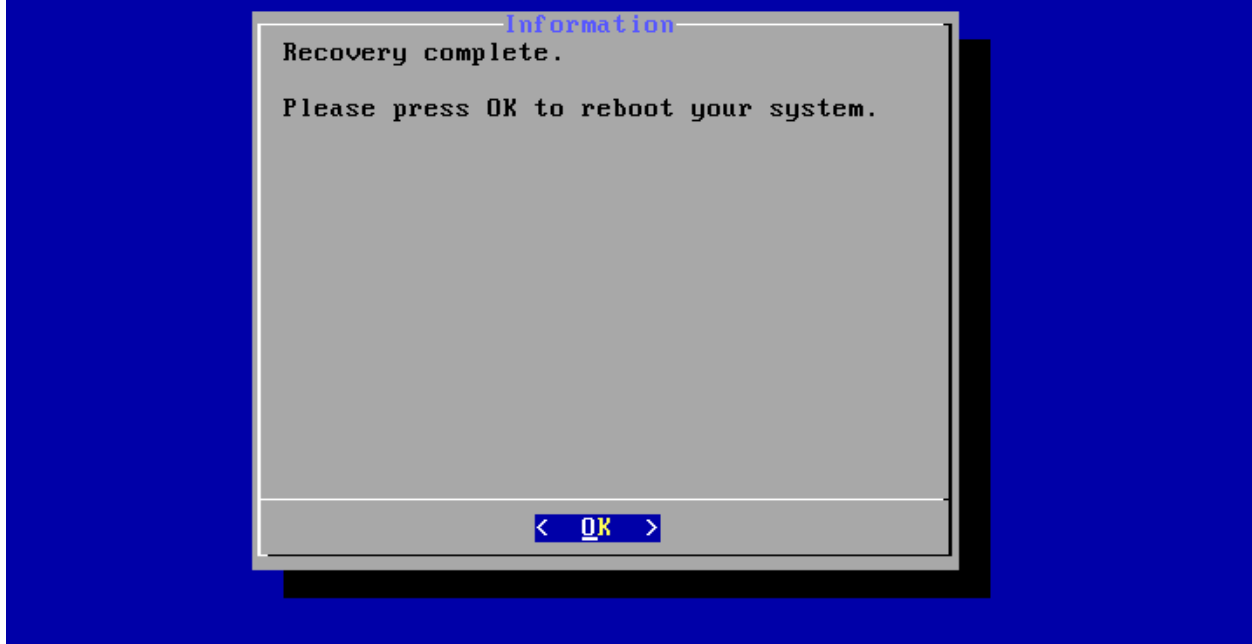 Information
Recovery complete.
Please press OK to reboot your system.
< OK >